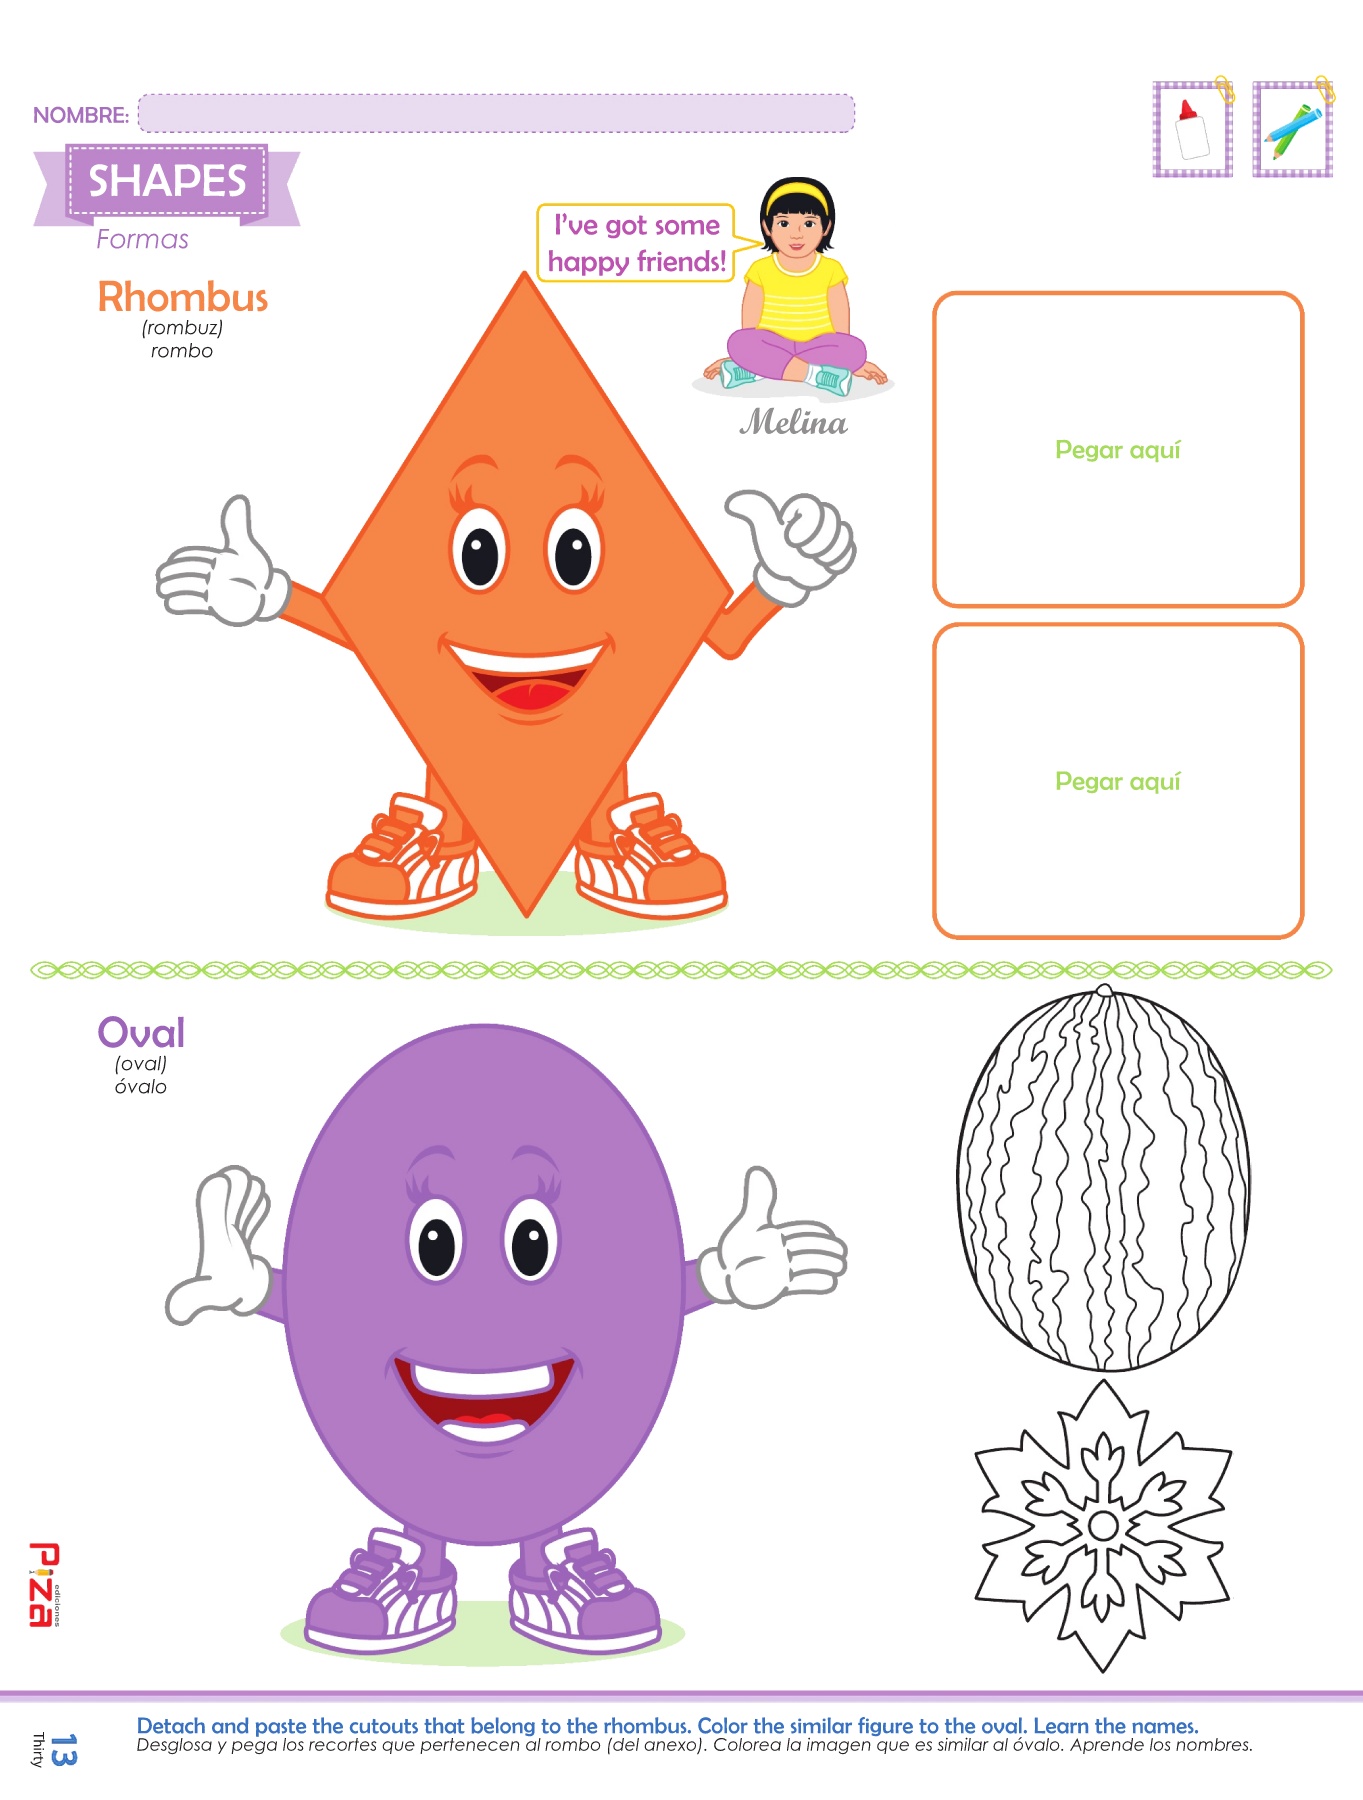 NOMBRE:
SHAPES
Formas
I've got some
happy friends!
Melina
Rhombus
(rombuz)
rombo
Pegar aquí
Pegar aquí
Oval
(oval)
óvalo
Piza
ediciones
13
Thirty
Detach and paste the cutouts that belong to the rhombus. Color the similar figure to the oval. Learn the names.
Desglosa y pega los recortes que pertenecen al rombo (del anexo). Colorea la imagen que es similar al óvalo. Aprende los nombres.